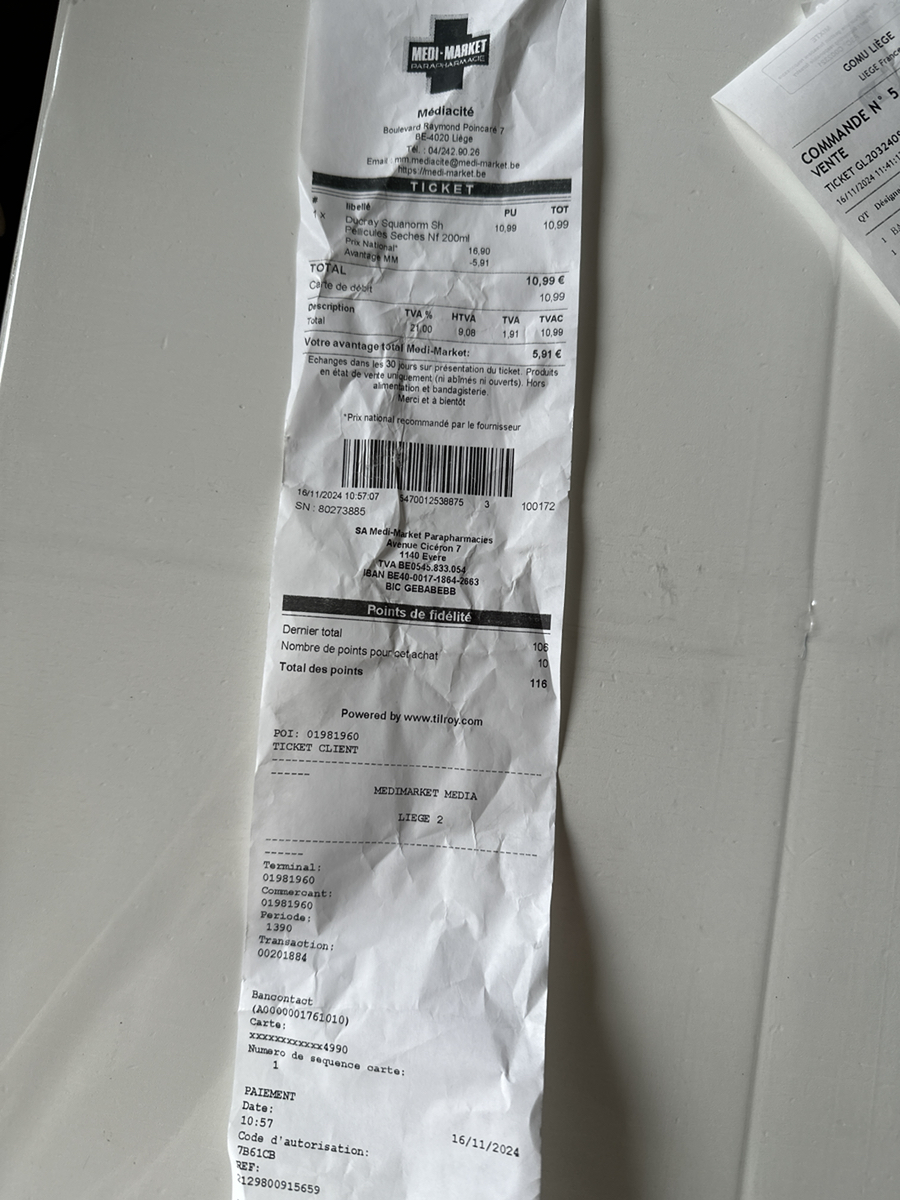 MEDI-MARKET
PARAPHARMACIE
Médiacité
Boulevard Raymond Poincaré 7
BE-4020 Liège
Tél. : 04/242.90.26
Email : mm.mediacite@medi-market.be
https://medi-market.be
TICKET
# libellé PU TOT
1 x Ducray Squanorm Sh 10,99 10,99
Pellicules Seches Nf 200ml
Prix National* 16,90
Avantage MM -5,91
TOTAL 10,99 €
Carte de débit 10,99
Description TVA % HTVA TVA TVAC
Total 21,00 9,08 1,91 10,99
Votre avantage total Medi-Market: 5,91 €
Echanges dans les 30 jours sur présentation du ticket. Produits
en état de vente uniquement (ni abîmés ni ouverts). Hors
alimentation et bandagisterie.
Merci et à bientôt
*Prix national recommandé par le fournisseur
16/11/2024 10:57:07 5470012538875 3 100172
SN : 80273885
SA Medi-Market Parapharmacies
Avenue Cicéron 7
1140 Evere
TVA BE0545.833.054
IBAN BE40-0017-1864-2663
BIC GEBABEBB
Points de fidélité
Dernier total 106
Nombre de points pour cet achat 10
Total des points 116
Powered by www.tilroy.com
POI: 01981960
TICKET CLIENT
--------------------------------------
------
MEDIMARKET MEDIA
LIEGE 2
--------------------------------------
------
Terminal:
01981960
Commercant:
01981960
Periode:
1390
Transaction:
00201884
Bancontact
(A0000001761010)
Carte:
xxxxxxxxxxxx4990
Numero de sequence carte:
1
PAIEMENT
Date: 16/11/2024
10:57
Code d'autorisation:
7B61CB
REF:
129800915659
GOMU LIÈGE
LIEGE
COMMANDE N° 5
VENTE
TICKET
16/11/2024
QT
1
1